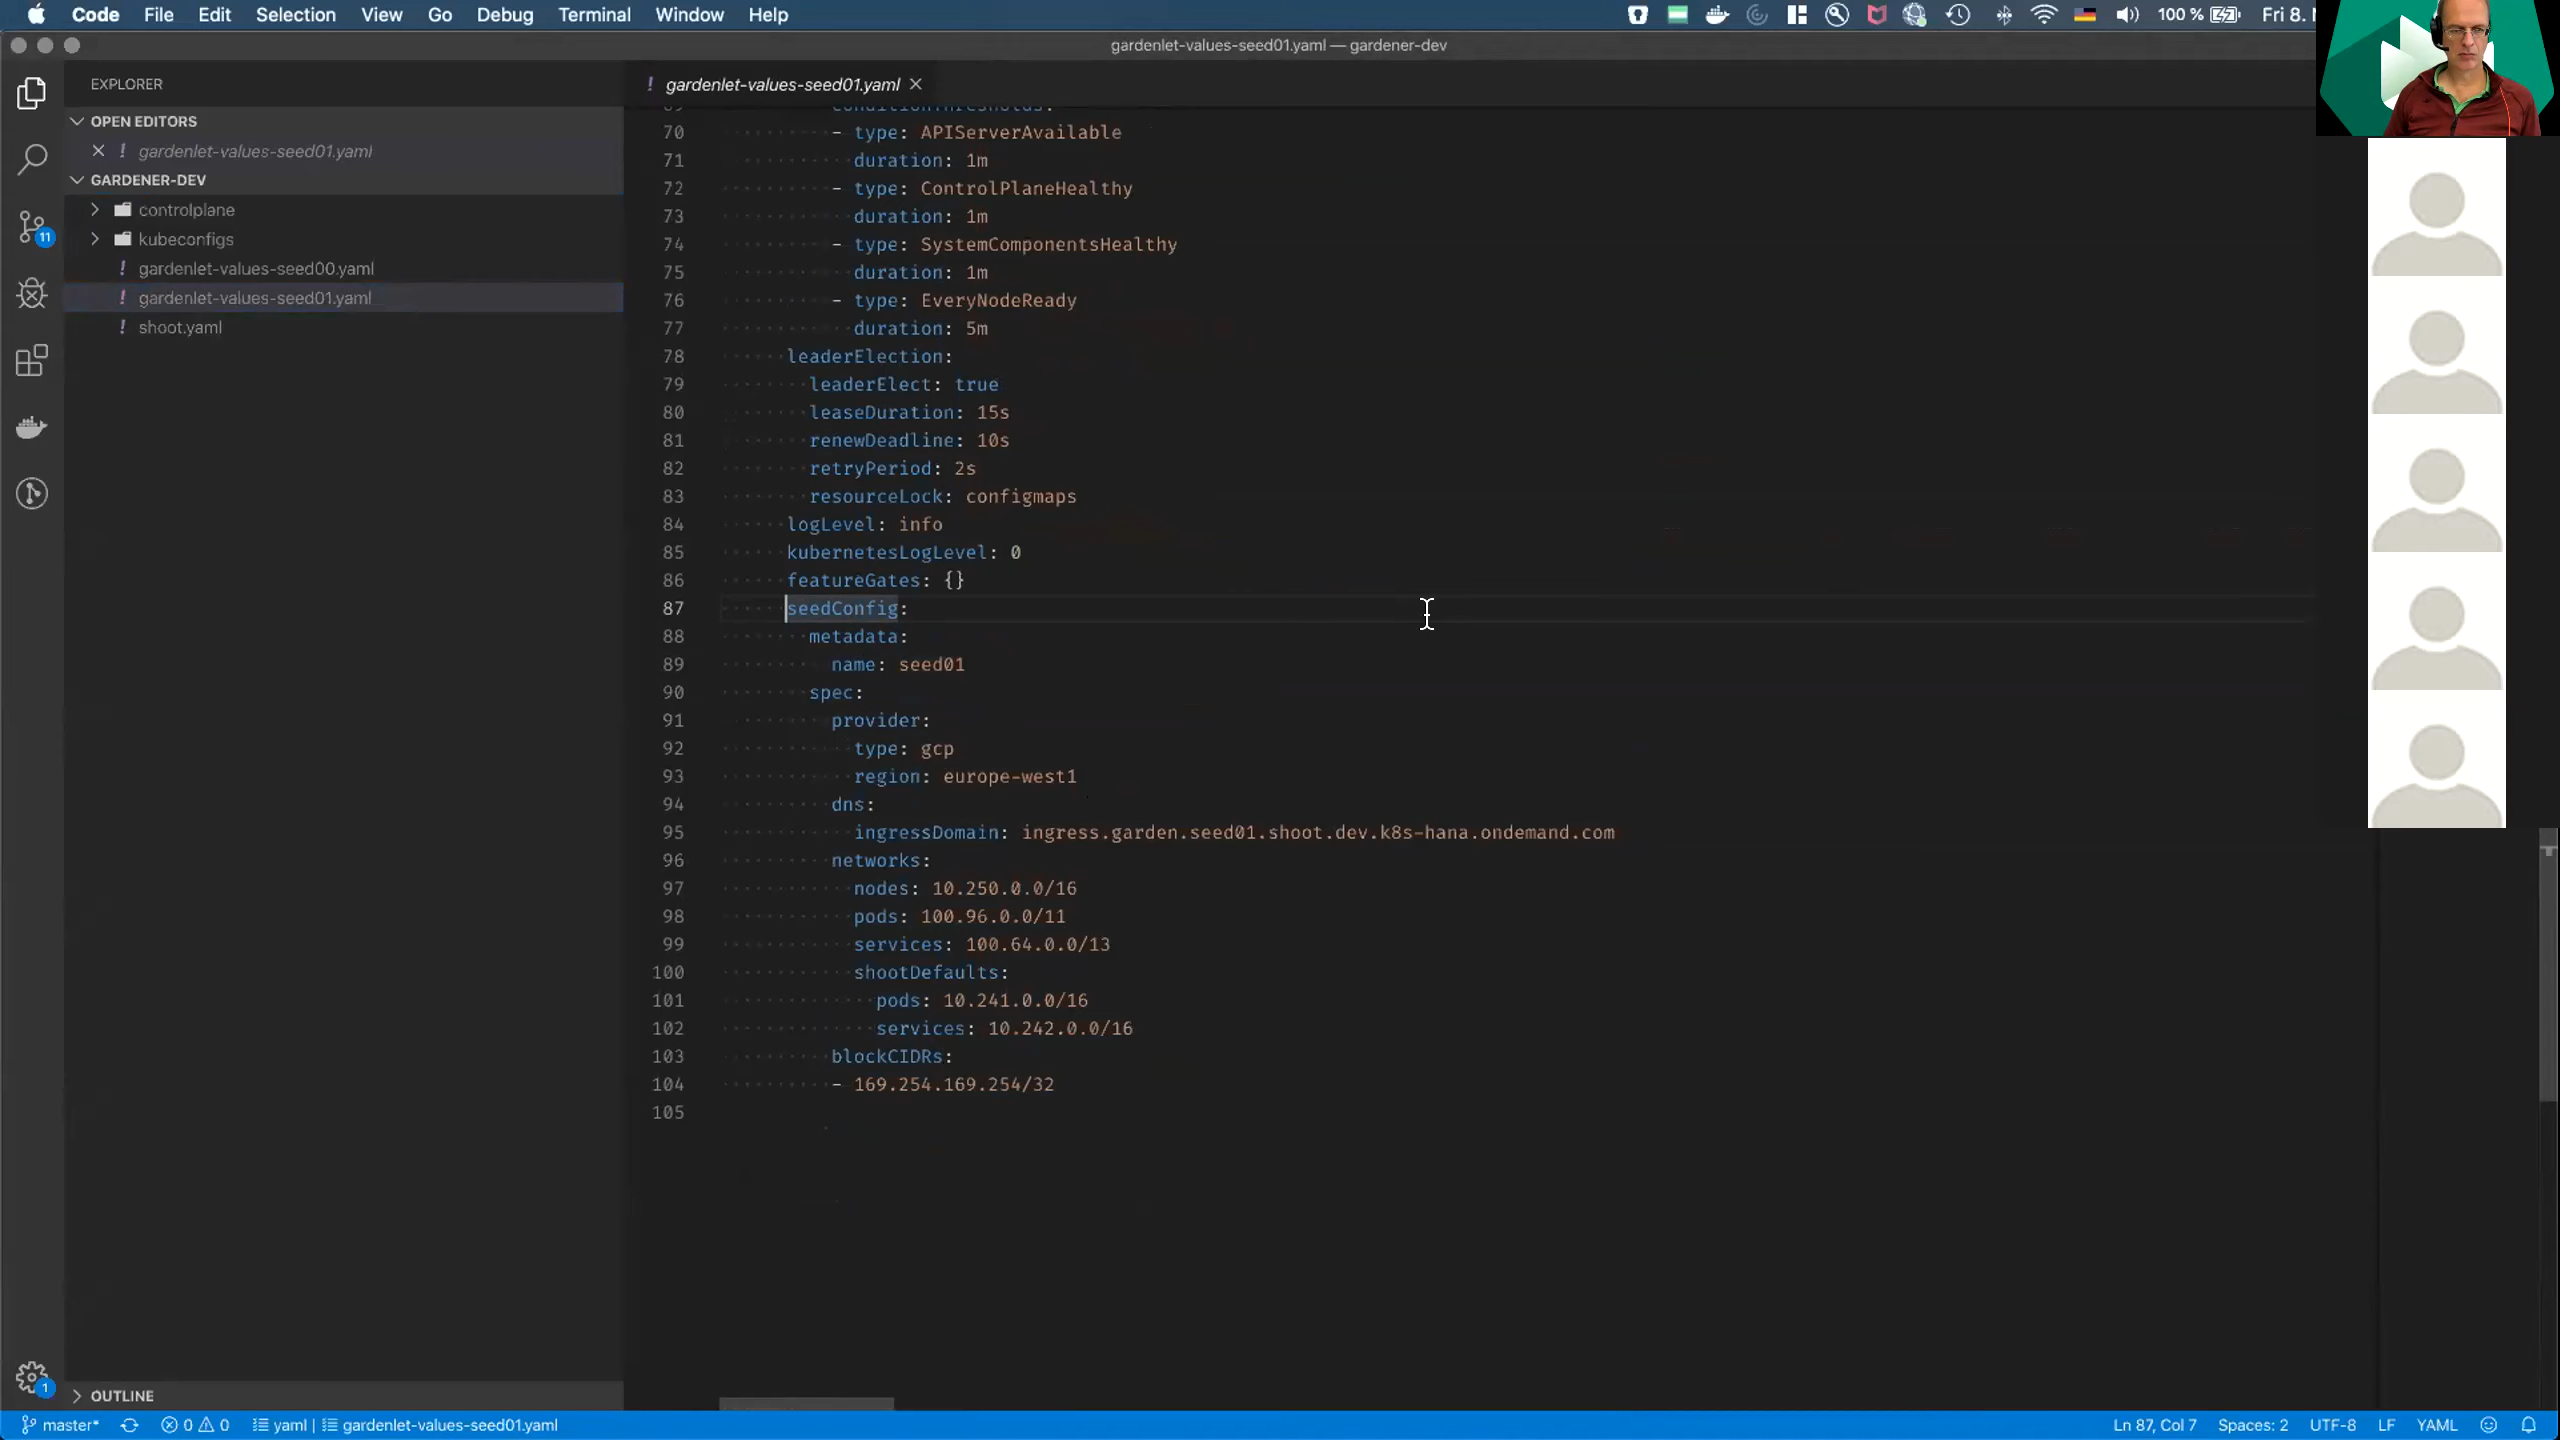 Code File Edit Selection View Go Debug Terminal Window Help 100 % Fri 8.
gardenlet-values-seed01.yaml — gardener-dev
EXPLORER
OPEN EDITORS
gardenlet-values-seed01.yaml
GARDENER-DEV
controlplane
kubeconfigs
gardenlet-values-seed00.yaml
gardenlet-values-seed01.yaml
shoot.yaml
OUTLINE
11
1
! gardenlet-values-seed01.yaml
69 conditionThresholds:
70 - type: APIServerAvailable
71 duration: 1m
72 - type: ControlPlaneHealthy
73 duration: 1m
74 - type: SystemComponentsHealthy
75 duration: 1m
76 - type: EveryNodeReady
77 duration: 5m
78 leaderElection:
79 leaderElect: true
80 leaseDuration: 15s
81 renewDeadline: 10s
82 retryPeriod: 2s
83 resourceLock: configmaps
84 logLevel: info
85 kubernetesLogLevel: 0
86 featureGates: {}
87 seedConfig:
88 metadata:
89 name: seed01
90 spec:
91 provider:
92 type: gcp
93 region: europe-west1
94 dns:
95 ingressDomain: ingress.garden.seed01.shoot.dev.k8s-hana.ondemand.com
96 networks:
97 nodes: 10.250.0.0/16
98 pods: 100.96.0.0/11
99 services: 100.64.0.0/13
100 shootDefaults:
101 pods: 10.241.0.0/16
102 services: 10.242.0.0/16
103 blockCIDRs:
104 - 169.254.169.254/32
105
master* 0 0 yaml | gardenlet-values-seed01.yaml Ln 87, Col 7 Spaces: 2 UTF-8 LF YAML